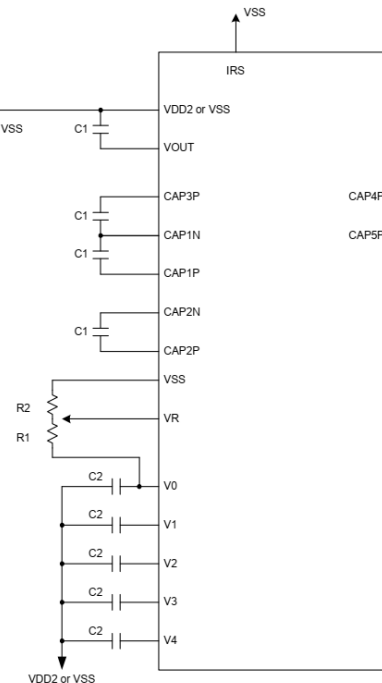 VSS
IRS
VDD2 or VSS
VSS
C1
VOUT
CAP3P
CAP4P
C1
CAP1N
CAP5P
C1
CAP1P
CAP2N
C1
CAP2P
VSS
R2
VR
R1
C2
V0
C2
V1
C2
V2
C2
V3
C2
V4
VDD2 or VSS